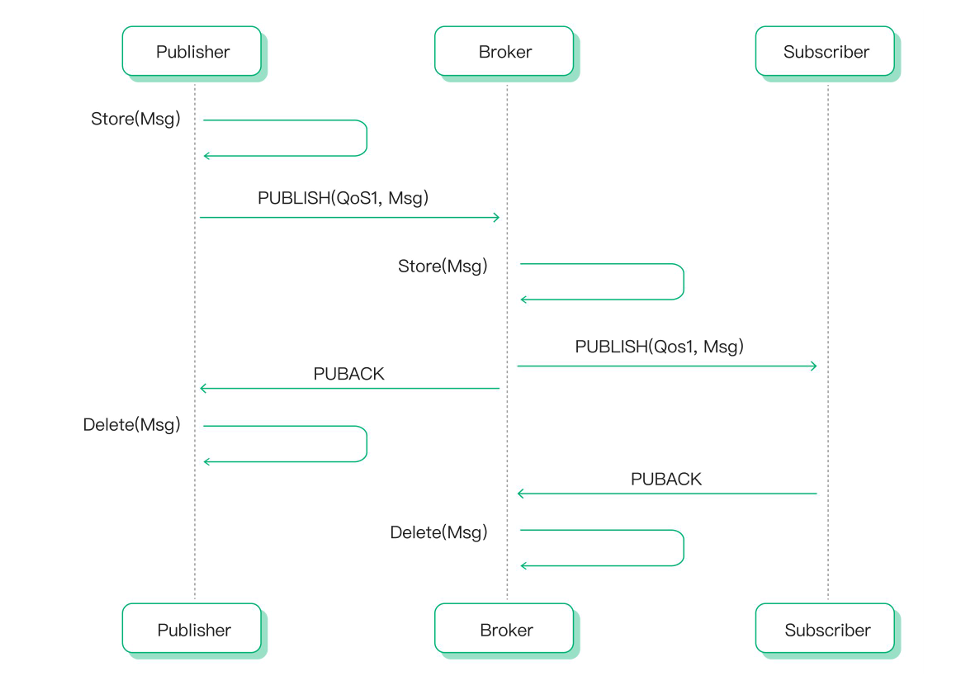 Publisher
Broker
Subscriber
Store(Msg)
PUBLISH(QoS1, Msg)
Store(Msg)
PUBLISH(Qos1, Msg)
PUBACK
Delete(Msg)
PUBACK
Delete(Msg)
Publisher
Broker
Subscriber